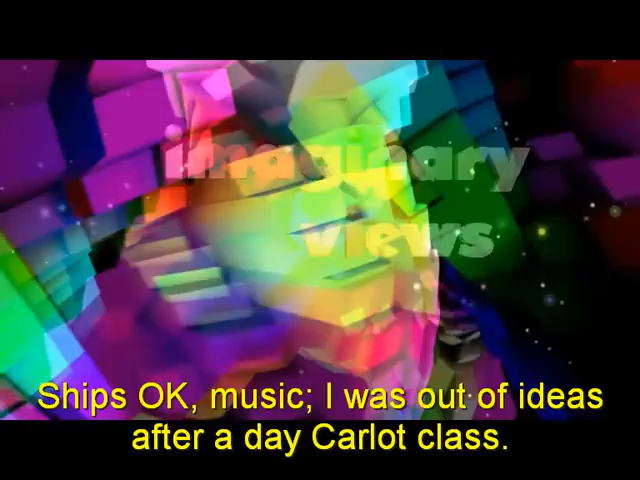 imaginary
views
Ships OK, music; I was out of ideas
after a day Carlot class.